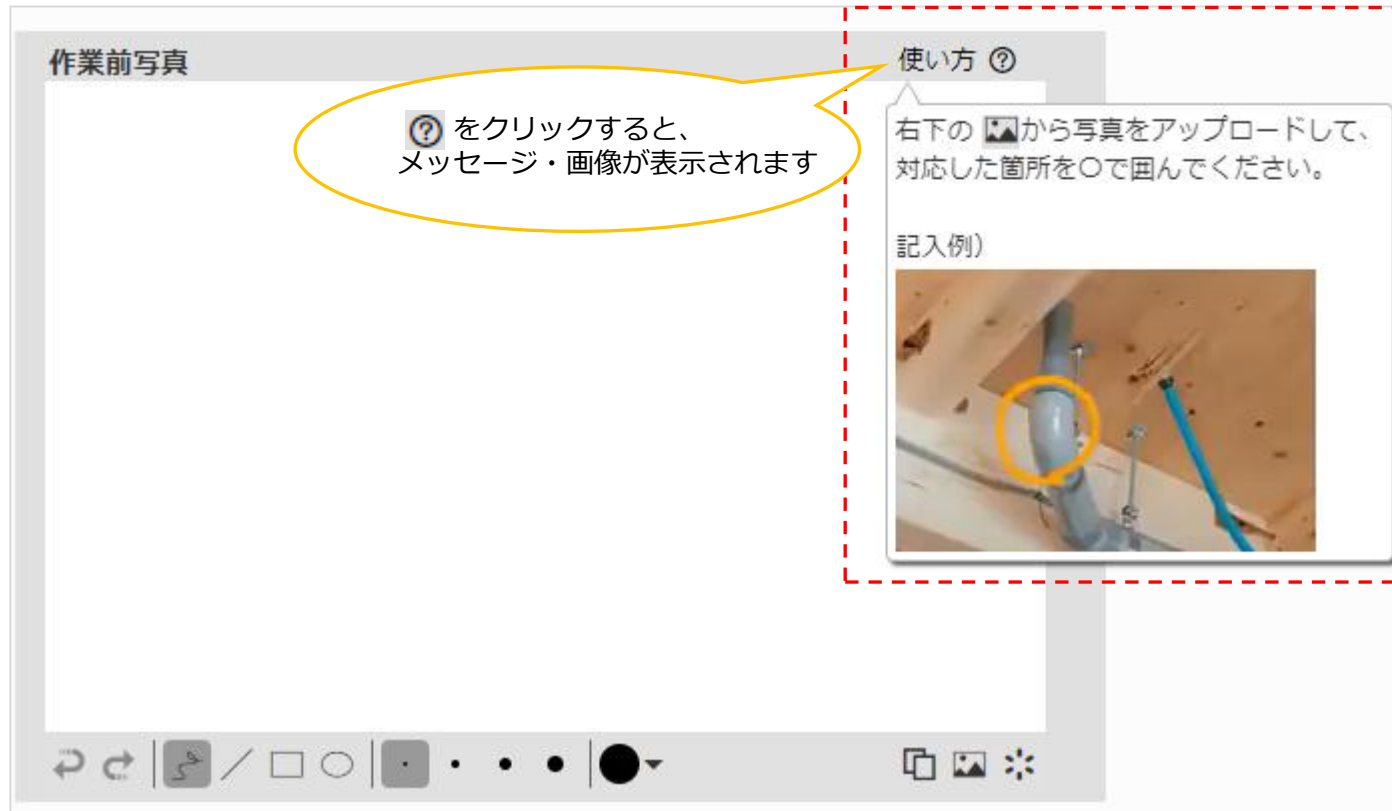 作業前写真
使い方
をクリックすると、
メッセージ・画像が表示されます
右下の から写真をアップロードして、
対応した箇所を〇で囲んでください。
記入例)